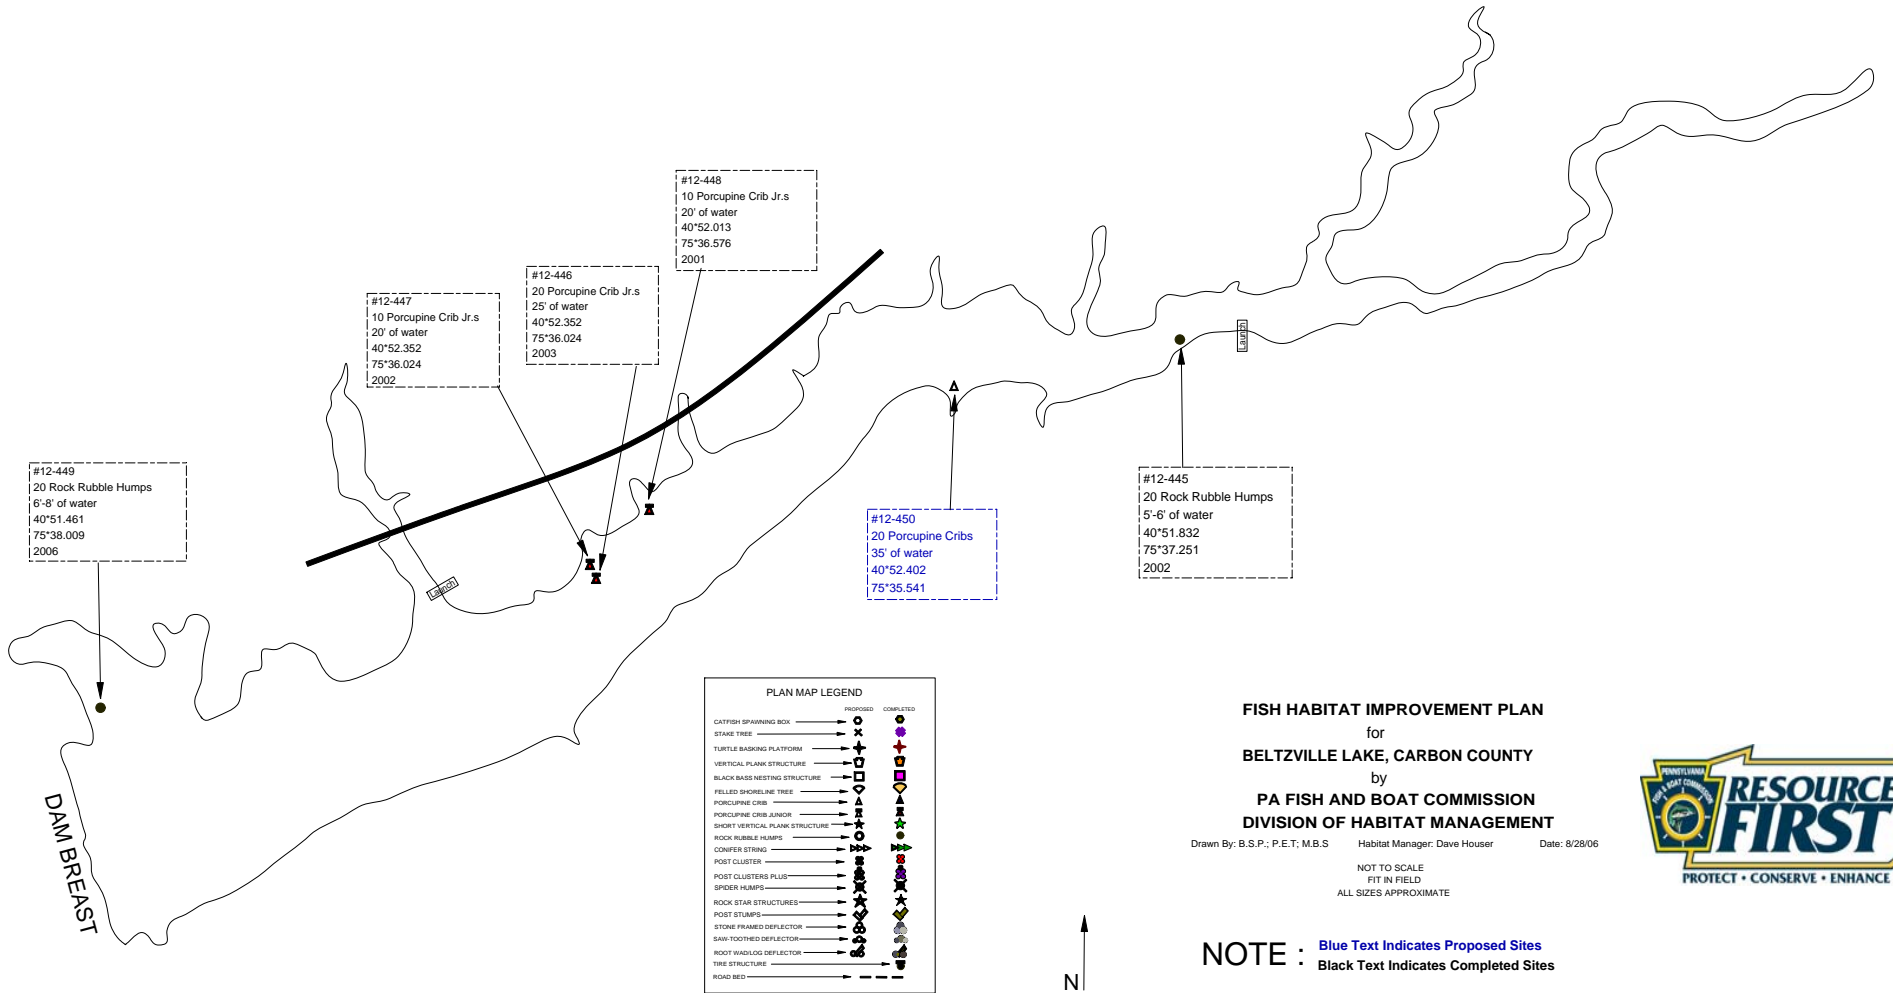 #12-448
10 Porcupine Crib Jr.s
20' of water
40*52.013
75*36.576
2001
#12-446
20 Porcupine Crib Jr.s
25' of water
40*52.352
75*36.024
2003
#12-447
10 Porcupine Crib Jr.s
20' of water
40*52.352
75*36.024
2002
#12-449
20 Rock Rubble Humps
6'-8' of water
40*51.461
75*38.009
2006
#12-450
20 Porcupine Cribs
35' of water
40*52.402
75*35.541
#12-445
20 Rock Rubble Humps
5'-6' of water
40*51.832
75*37.251
2002
Launch
Launch
DAM BREAST
PLAN MAP LEGEND
PROPOSED COMPLETED
CATFISH SPAWNING BOX
STAKE TREE
TURTLE BASKING PLATFORM
VERTICAL PLANK STRUCTURE
BLACK BASS NESTING STRUCTURE
FELLED SHORELINE TREE
PORCUPINE CRIB
PORCUPINE CRIB JUNIOR
SHORT VERTICAL PLANK STRUCTURE
ROCK RUBBLE HUMPS
CONIFER STRING
POST CLUSTER
POST CLUSTERS PLUS
SPIDER HUMPS
ROCK STAR STRUCTURES
POST STUMPS
STONE FRAMED DEFLECTOR
SAW-TOOTHED DEFLECTOR
ROOT WAD/LOG DEFLECTOR
TIRE STRUCTURE
ROAD BED
N
FISH HABITAT IMPROVEMENT PLAN
for
BELTZVILLE LAKE, CARBON COUNTY
by
PA FISH AND BOAT COMMISSION
DIVISION OF HABITAT MANAGEMENT
Drawn By: B.S.P.; P.E.T; M.B.S Habitat Manager: Dave Houser Date: 8/28/06
NOT TO SCALE
FIT IN FIELD
ALL SIZES APPROXIMATE
NOTE : Blue Text Indicates Proposed Sites
Black Text Indicates Completed Sites
PENNSYLVANIA
FISH & BOAT COMMISSION
RESOURCE
FIRST
PROTECT • CONSERVE • ENHANCE